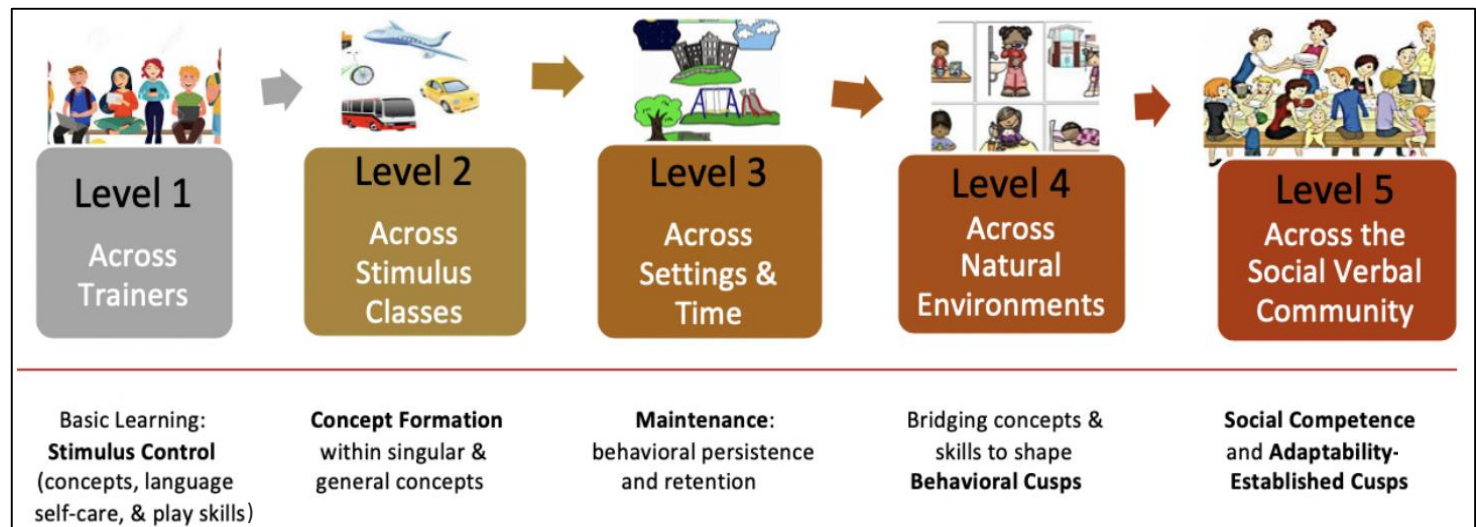 Level 1
Across
Trainers
Level 2
Across
Stimulus
Classes
Level 3
Across
Settings &
Time
Level 4
Across
Natural
Environments
Level 5
Across the
Social Verbal
Community
Basic Learning:
Stimulus Control
(concepts, language
self-care, & play skills)
Concept Formation
within singular &
general concepts
Maintenance:
behavioral persistence
and retention
Bridging concepts &
skills to shape
Behavioral Cusps
Social Competence
and Adaptability-
Established Cusps